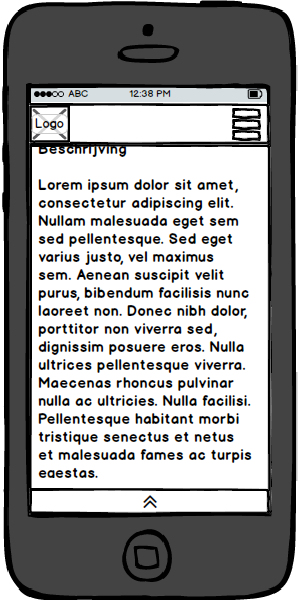 ABC 12:38 PM
Logo
Beschrijving
Lorem ipsum dolor sit amet,
consectetur adipiscing elit.
Nullam malesuada eget sem
sed pellentesque. Sed eget
varius justo, vel maximus
sem. Aenean suscipit velit
purus, bibendum facilisis nunc
laoreet non. Donec nibh dolor,
porttitor non viverra sed,
dignissim posuere eros. Nulla
ultrices pellentesque viverra.
Maecenas rhoncus pulvinar
nulla ac ultricies. Nulla facilisi.
Pellentesque habitant morbi
tristique senectus et netus
et malesuada fames ac turpis
egestas.